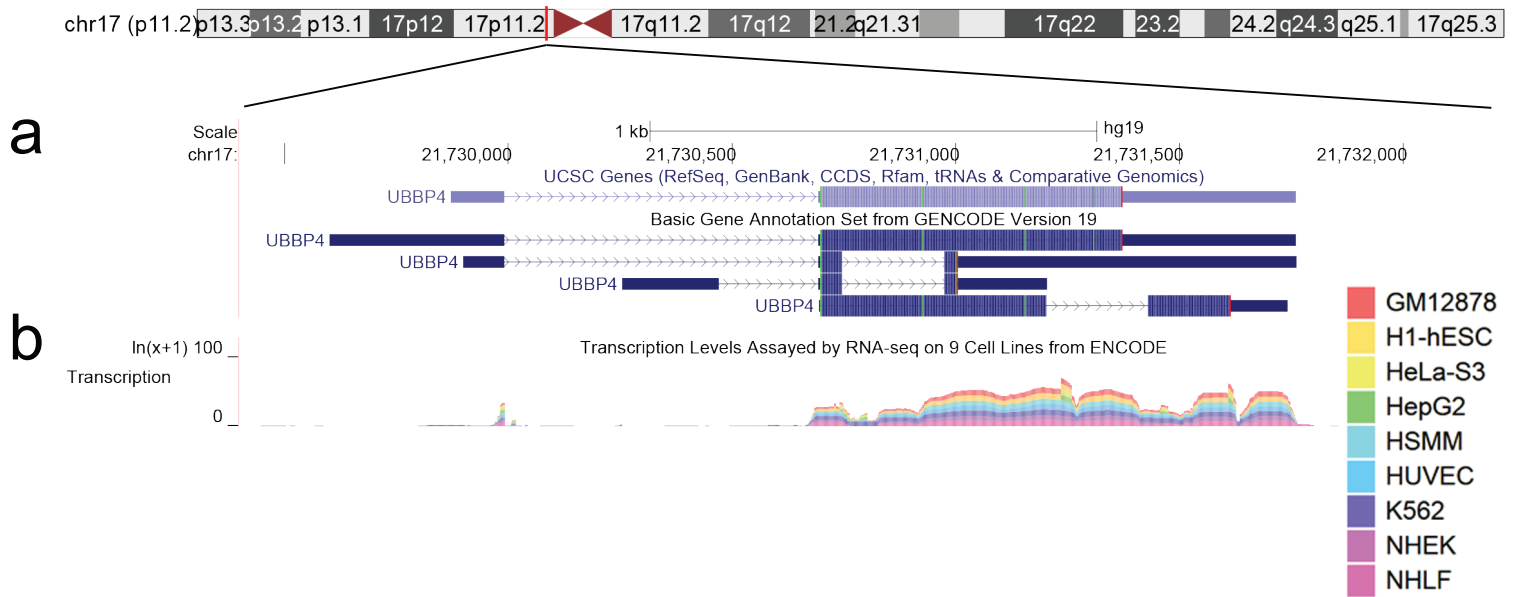 chr17 (p11.2) p13.3 p13.2 p13.1 17p12 17p11.2 17q11.2 17q12 21.2 q21.31 17q22 23.2 24.2 q24.3 q25.1 17q25.3
a
Scale 1 kb hg19
chr17: 21,730,000 21,730,500 21,731,000 21,731,500 21,732,000
UCSC Genes (RefSeq, GenBank, CCDS, Rfam, tRNAs & Comparative Genomics)
UBBP4
Basic Gene Annotation Set from GENCODE Version 19
UBBP4
UBBP4
UBBP4
UBBP4
b
ln(x+1) 100
Transcription Levels Assayed by RNA-seq on 9 Cell Lines from ENCODE
Transcription
0
GM12878
H1-hESC
HeLa-S3
HepG2
HSMM
HUVEC
K562
NHEK
NHLF